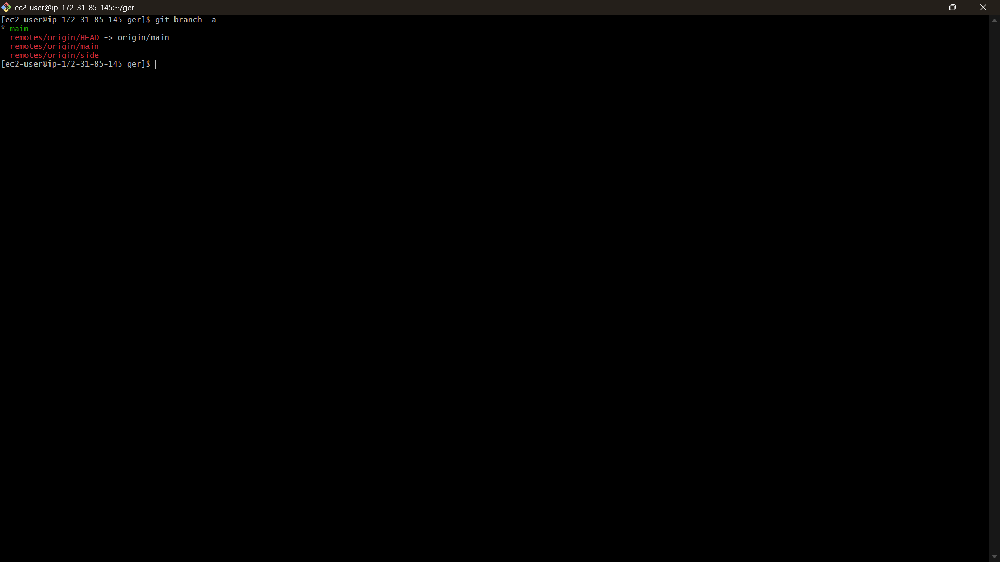 ec2-user@ip-172-31-85-145:~/ger
[ec2-user@ip-172-31-85-145 ger]$ git branch -a
* main
  remotes/origin/HEAD -> origin/main
  remotes/origin/main
  remotes/origin/side
[ec2-user@ip-172-31-85-145 ger]$